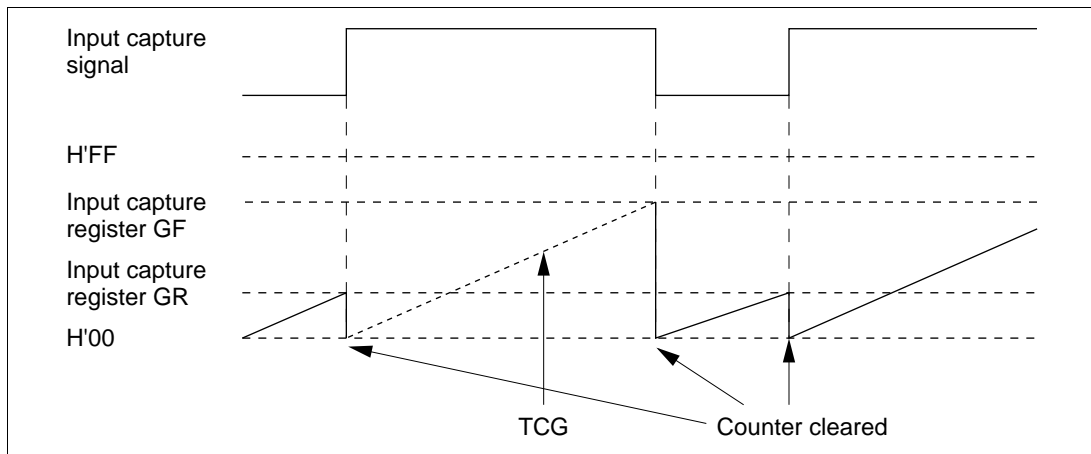 Input capture
signal
H'FF
Input capture
register GF
Input capture
register GR
H'00
TCG
Counter cleared